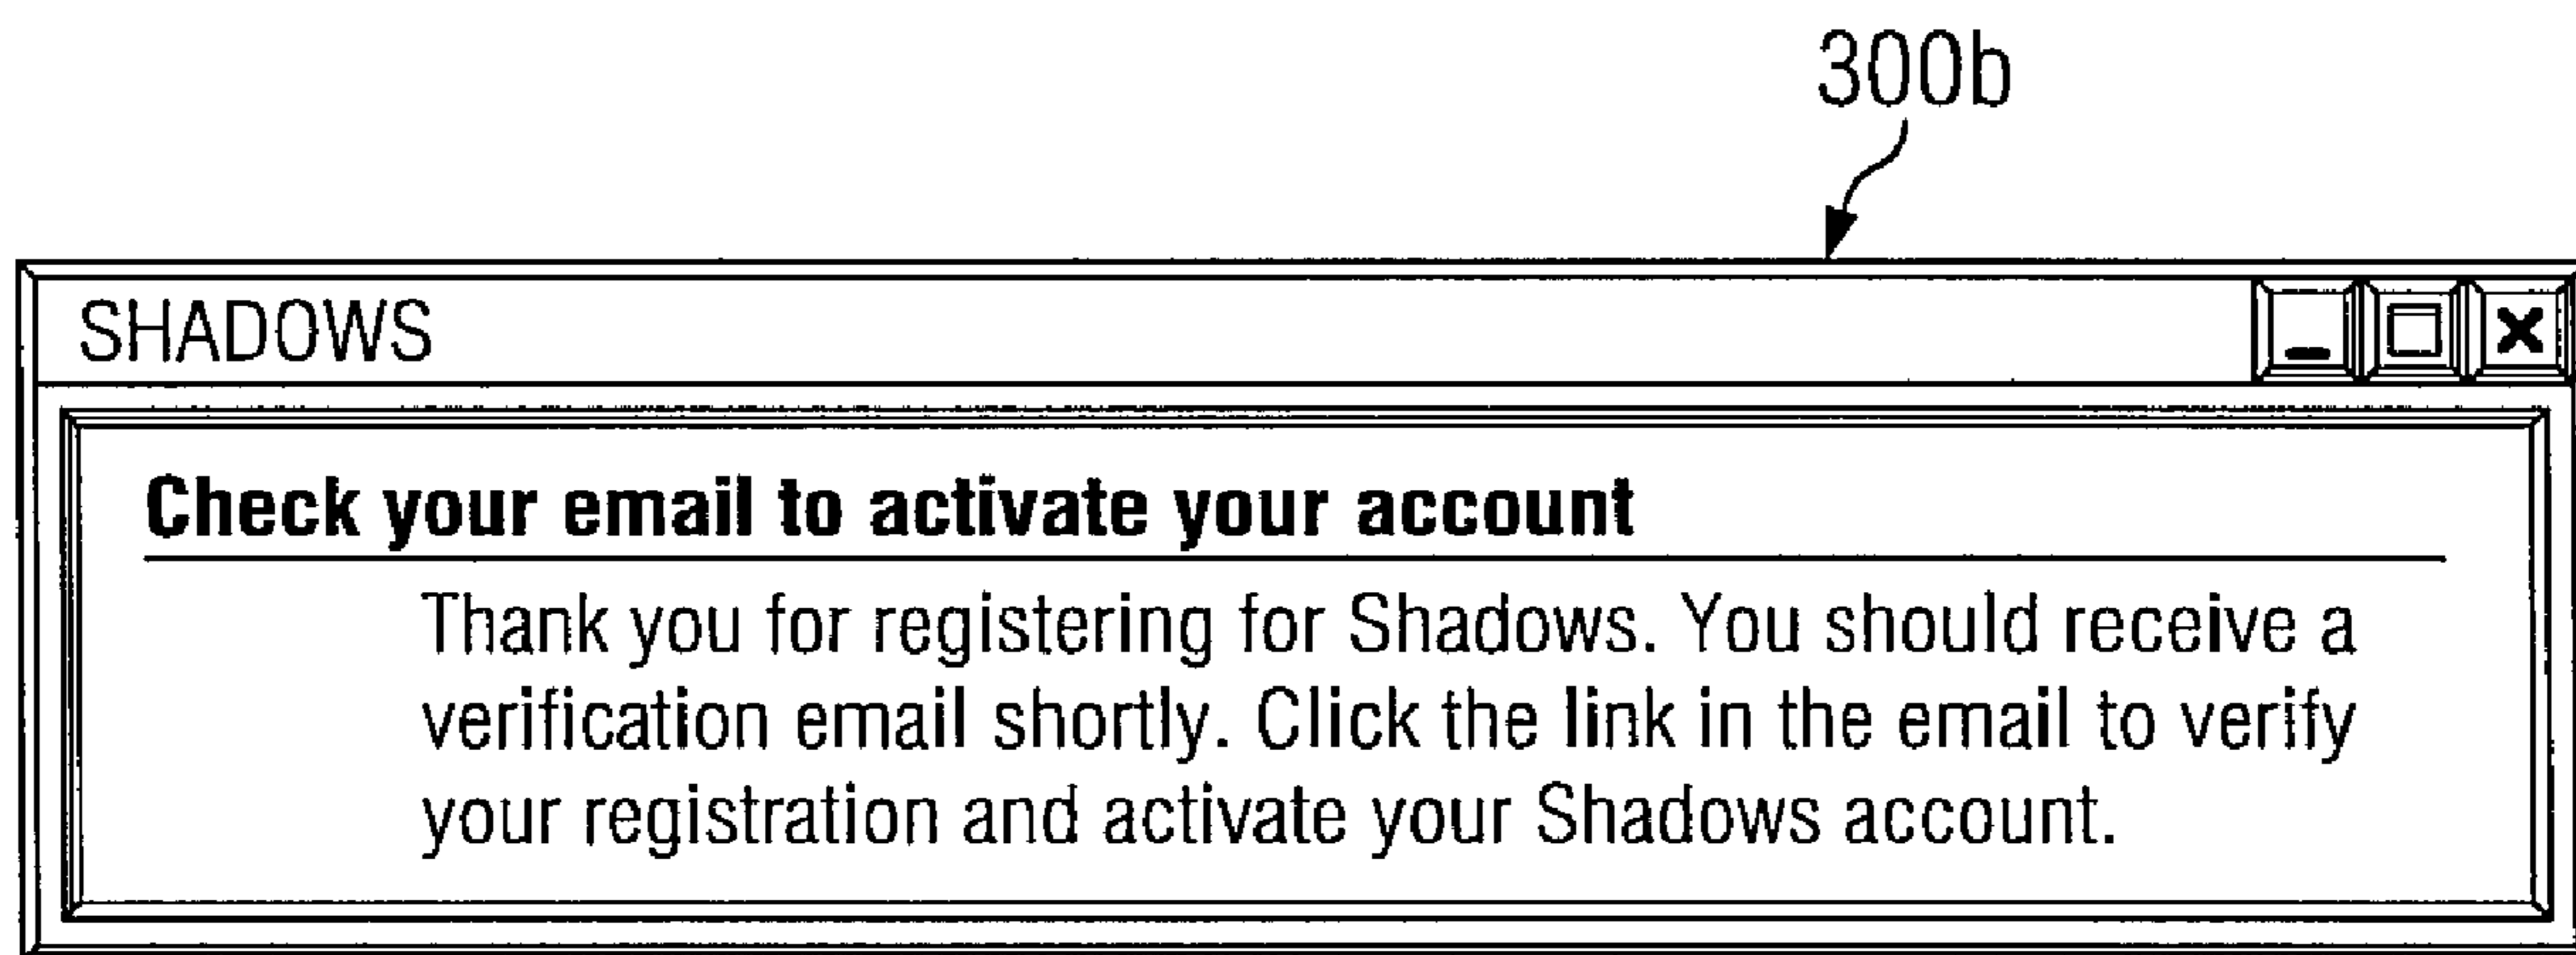 300b
SHADOWS
Check your email to activate your account
Thank you for registering for Shadows. You should receive a
verification email shortly. Click the link in the email to verify
your registration and activate your Shadows account.